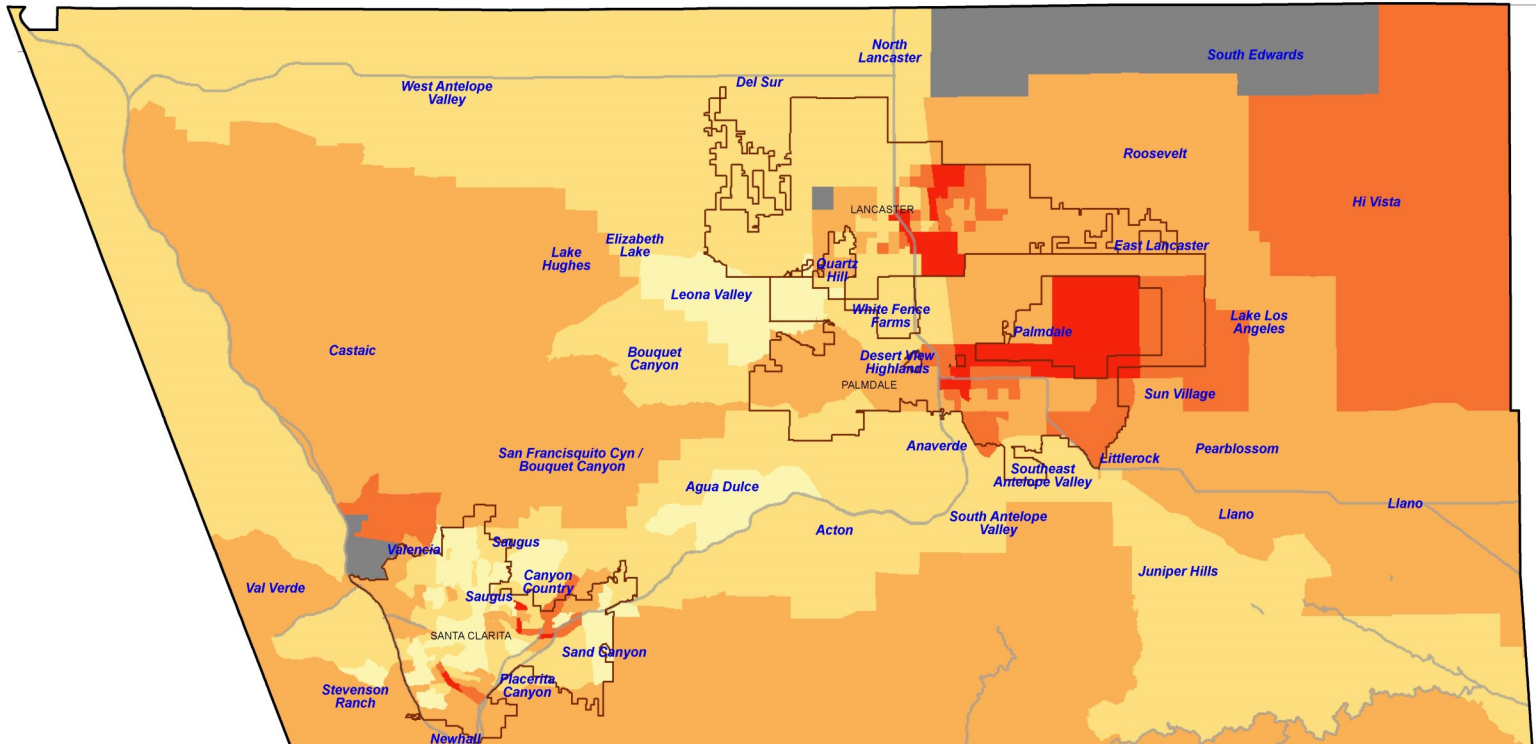 North
Lancaster
South Edwards
Del Sur
West Antelope
Valley
Roosevelt
Hi Vista
LANCASTER
Elizabeth
Lake
East Lancaster
Lake
Hughes
Quartz
Hill
Leona Valley
White Fence
Farms
Lake Los
Angeles
Palmdale
Castaic
Bouquet
Canyon
Desert View
Highlands
PALMDALE
Sun Village
Anaverde
Pearblossom
San Francisquito Cyn /
Bouquet Canyon
Littlerock
Southeast
Antelope Valley
Agua Dulce
Llano
Llano
South Antelope
Valley
Acton
Saugus
Valencia
Juniper Hills
Canyon
Country
Val Verde
Saugus
SANTA CLARITA
Sand Canyon
Placerita
Canyon
Stevenson
Ranch
Newhall